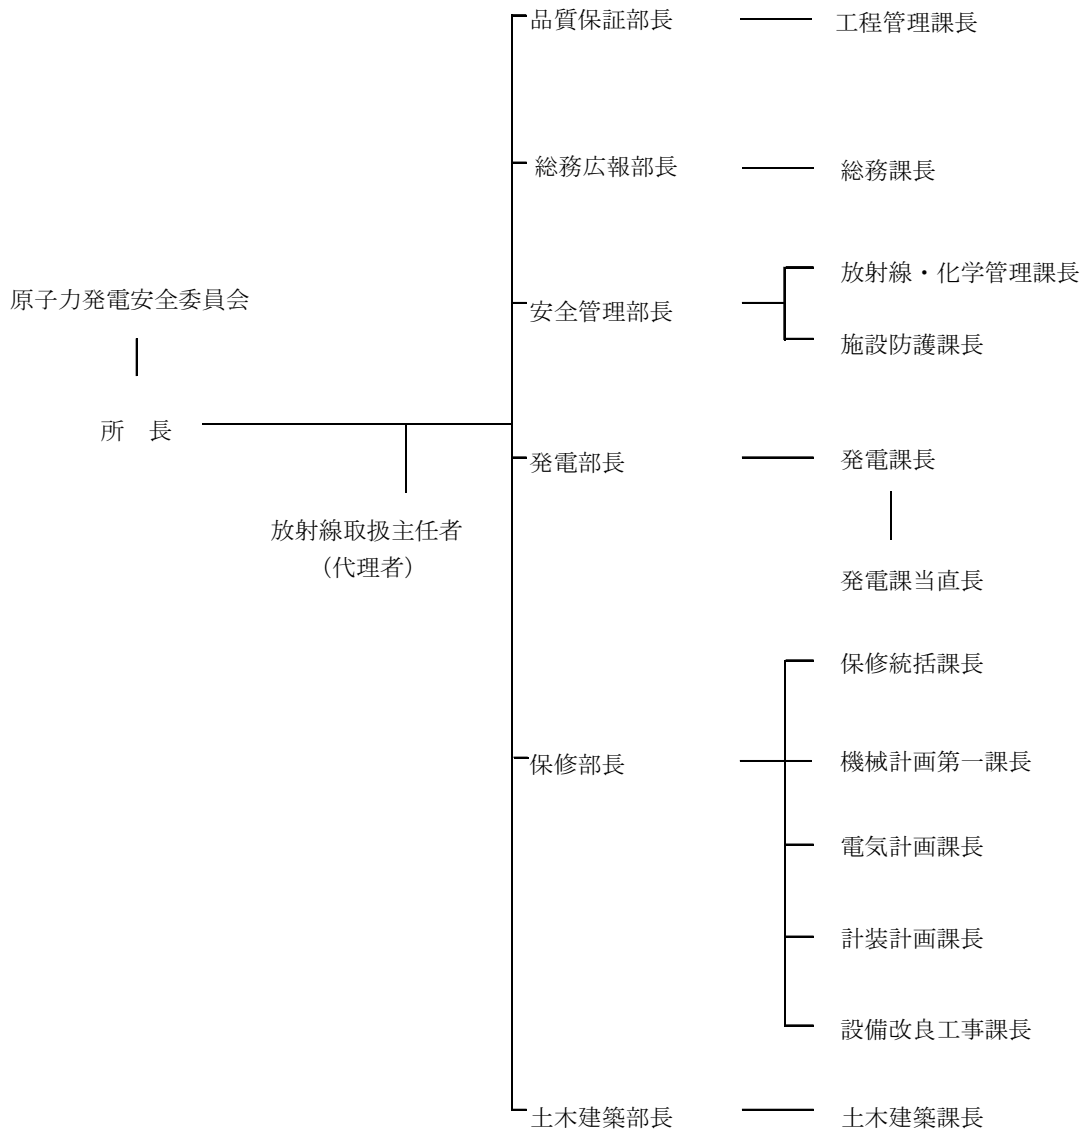 品質保証部長
工程管理課長
総務広報部長
総務課長
原子力発電安全委員会
安全管理部長
放射線・化学管理課長
施設防護課長
所　長
放射線取扱主任者
（代理者）
発電部長
発電課長
発電課当直長
保修部長
保修統括課長
機械計画第一課長
電気計画課長
計装計画課長
設備改良工事課長
土木建築部長
土木建築課長